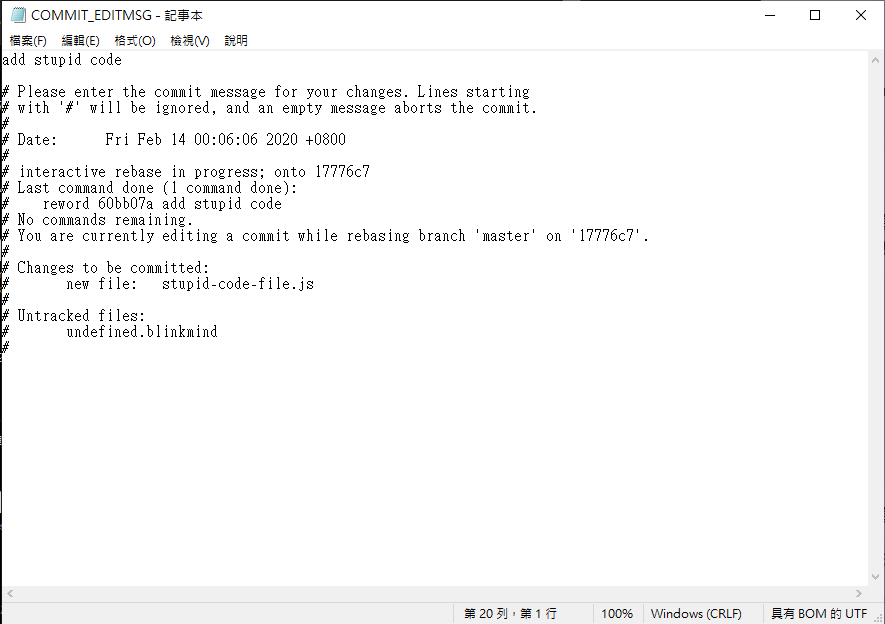 COMMIT_EDITMSG - 記事本
檔案(F) 編輯(E) 格式(O) 檢視(V) 說明
add stupid code
# Please enter the commit message for your changes. Lines starting
# with '#' will be ignored, and an empty message aborts the commit.
#
# Date:      Fri Feb 14 00:06:06 2020 +0800
#
# interactive rebase in progress; onto 17776c7
# Last command done (1 command done):
#    reword 60bb07a add stupid code
# No commands remaining.
# You are currently editing a commit while rebasing branch 'master' on '17776c7'.
#
# Changes to be committed:
#       new file:   stupid-code-file.js
#
# Untracked files:
#       undefined.blinkmind
#
第 20 列，第 1 行 100% Windows (CRLF) 具有 BOM 的 UTF